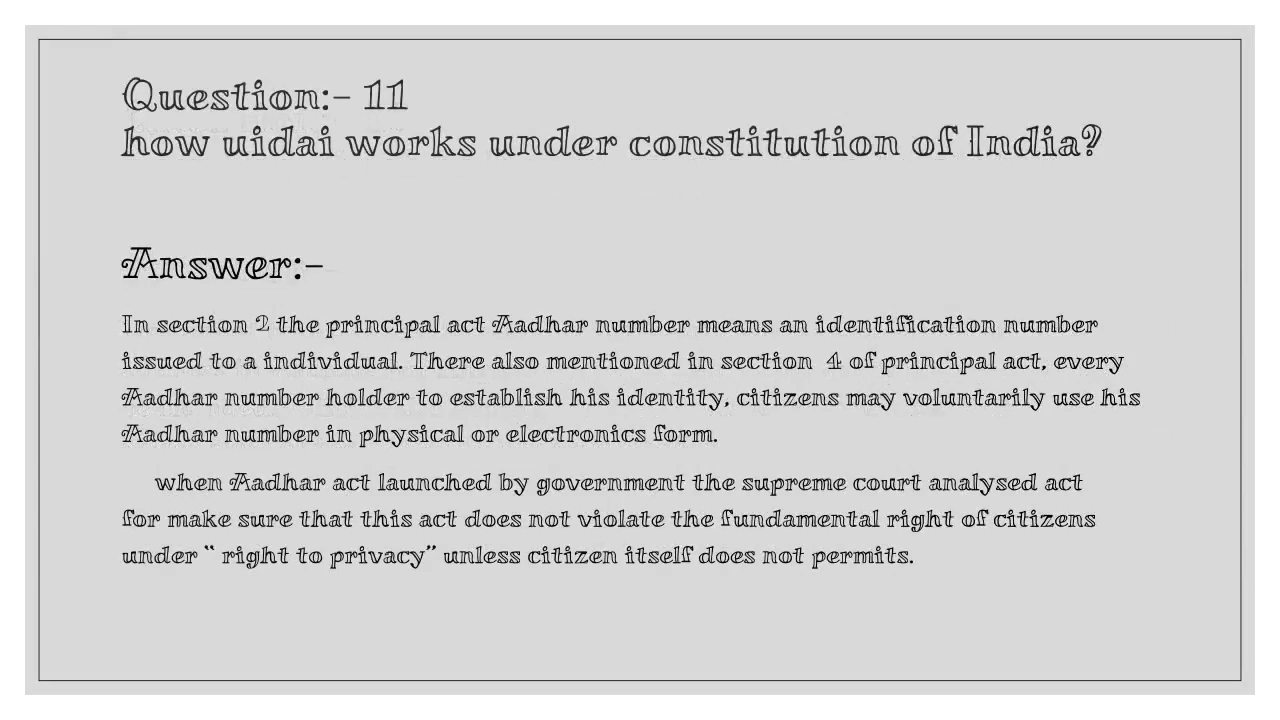 Question:- 11
how uidai works under constitution of India?
Answer:-
In section 2 the principal act Aadhar number means an identification number
issued to a individual. There also mentioned in section 4 of principal act, every
Aadhar number holder to establish his identity, citizens may voluntarily use his
Aadhar number in physical or electronics form.
when Aadhar act launched by government the supreme court analysed act
for make sure that this act does not violate the fundamental right of citizens
under “ right to privacy” unless citizen itself does not permits.